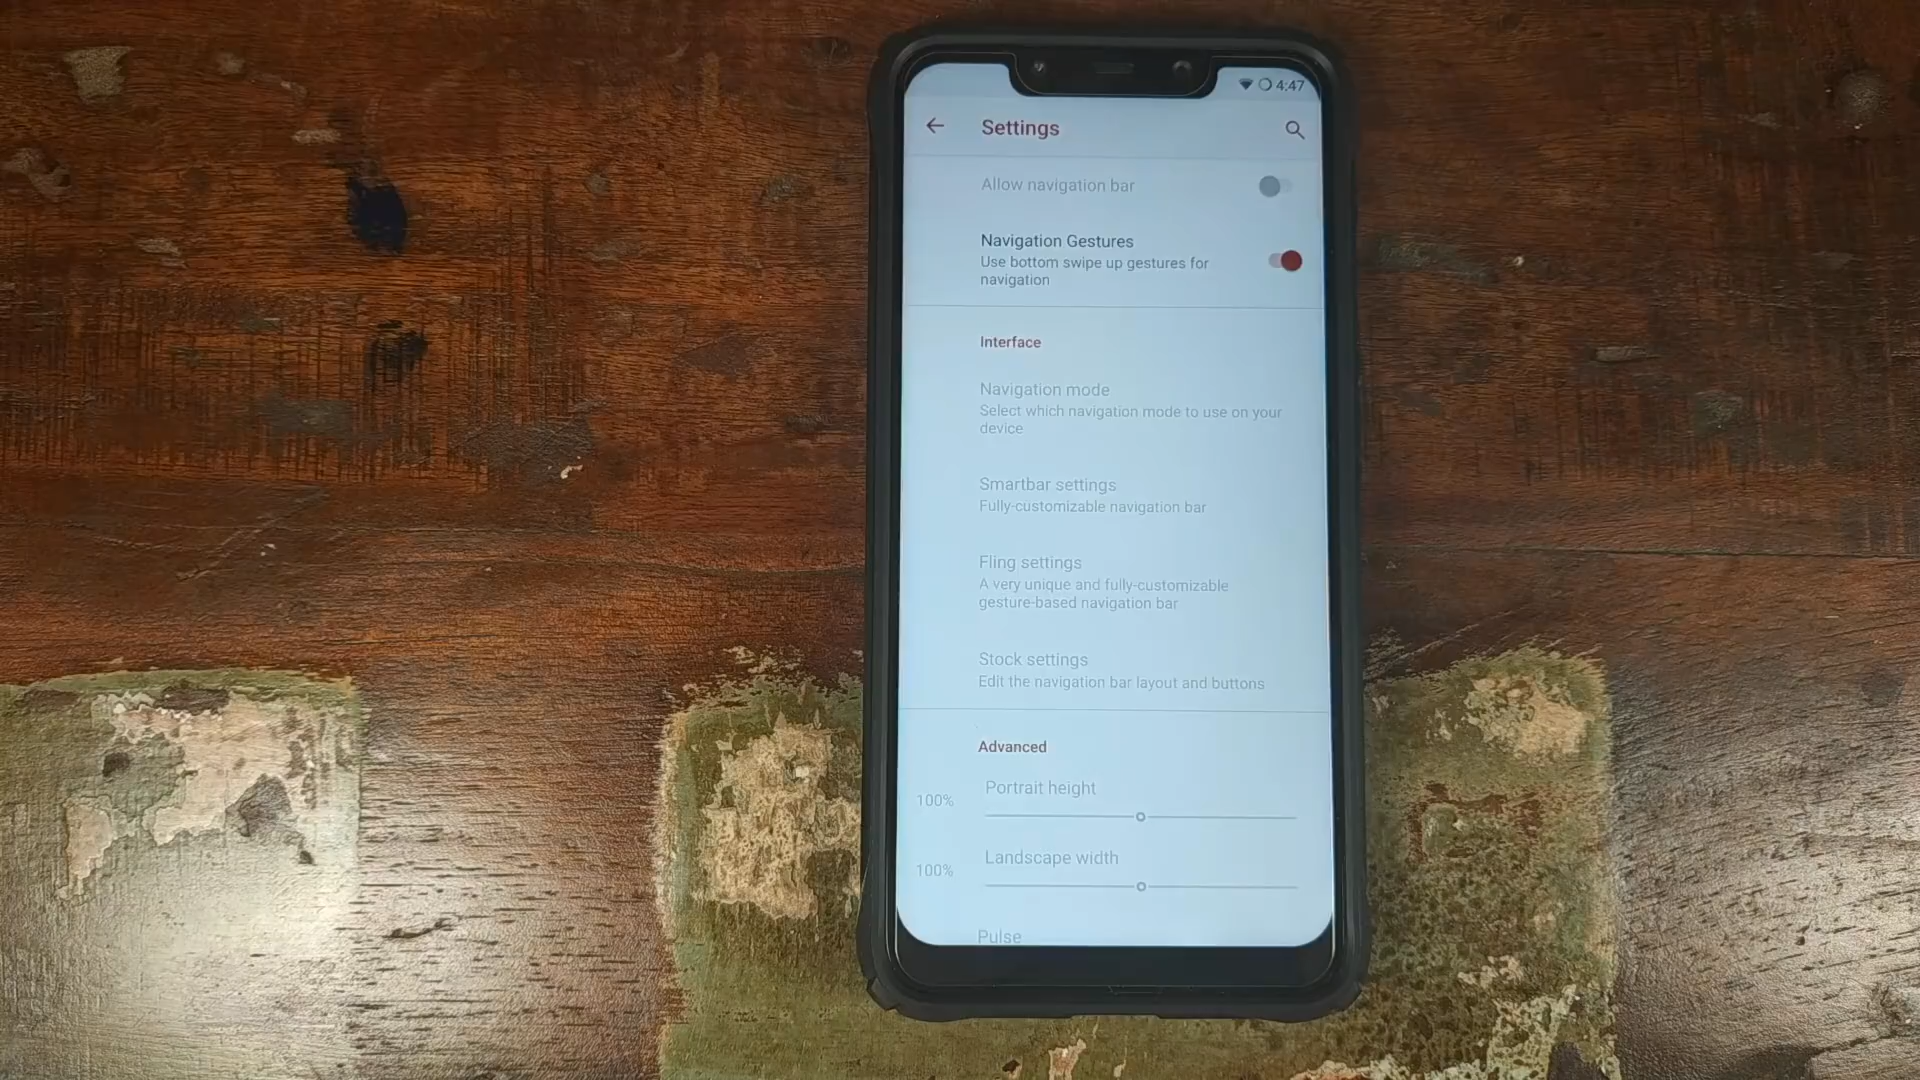 4:47
Settings
Allow navigation bar
Navigation Gestures
Use bottom swipe up gestures for
navigation
Interface
Navigation mode
Select which navigation mode to use on your
device
Smartbar settings
Fully-customizable navigation bar
Fling settings
A very unique and fully-customizable
gesture-based navigation bar
Stock settings
Edit the navigation bar layout and buttons
Advanced
Portrait height
100%
Landscape width
100%
Pulse